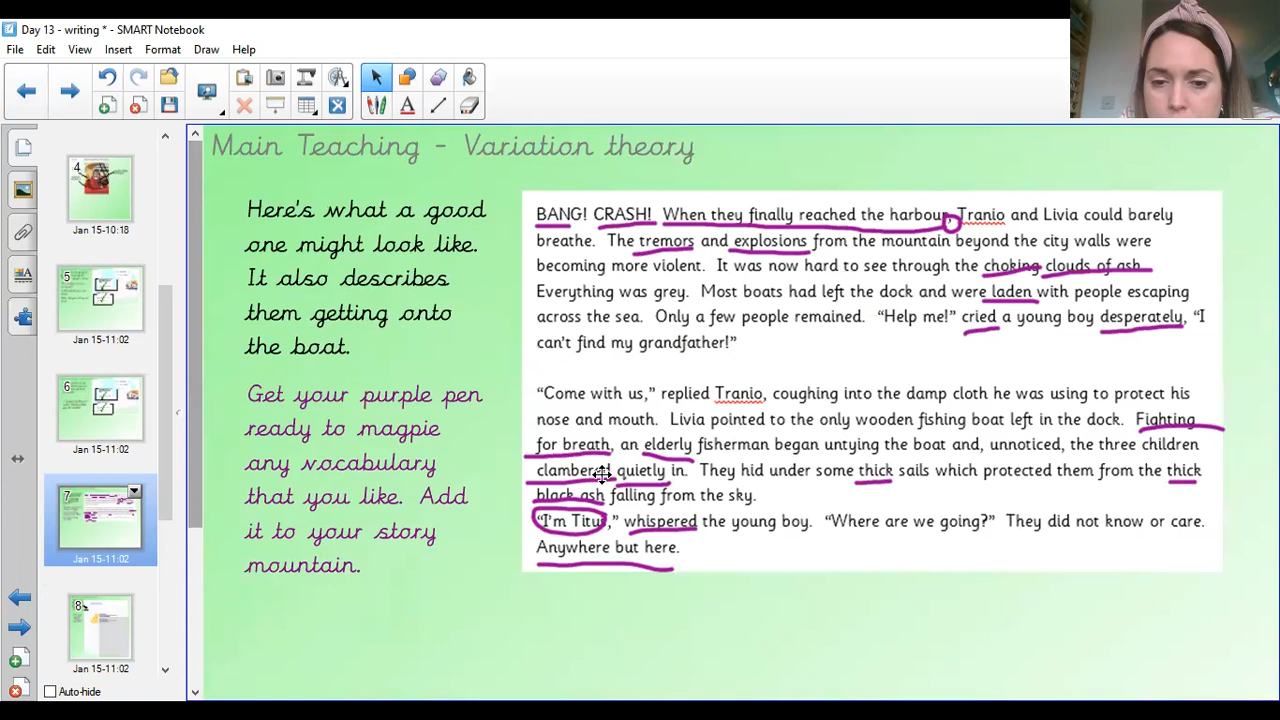 Day 13 - writing * - SMART Notebook
File Edit View Insert Format Draw Help
4
Jan 15-10:18
5
Jan 15-11:02
6
Jan 15-11:02
7
Jan 15-11:02
8
Jan 15-11:02
Auto-hide
Main Teaching - Variation theory
Here's what a good
one might look like.
It also describes
them getting onto
the boat.
Get your purple pen
ready to magpie
any vocabulary
that you like. Add
it to your story
mountain.
BANG! CRASH! When they finally reached the harbour, Tranio and Livia could barely
breathe. The tremors and explosions from the mountain beyond the city walls were
becoming more violent. It was now hard to see through the choking clouds of ash.
Everything was grey. Most boats had left the dock and were laden with people escaping
across the sea. Only a few people remained. “Help me!” cried a young boy desperately, “I
can’t find my grandfather!”
“Come with us,” replied Tranio, coughing into the damp cloth he was using to protect his
nose and mouth. Livia pointed to the only wooden fishing boat left in the dock. Fighting
for breath, an elderly fisherman began untying the boat and, unnoticed, the three children
clambered quietly in. They hid under some thick sails which protected them from the thick
black ash falling from the sky.
“I’m Titus,” whispered the young boy. “Where are we going?” They did not know or care.
Anywhere but here.